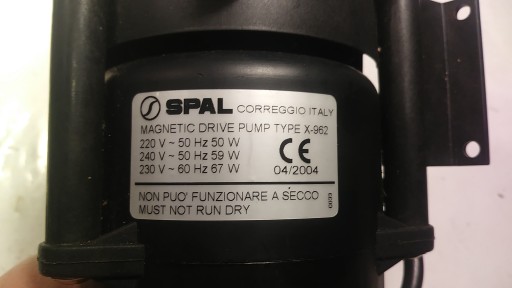 SPAL CORREGGIO ITALY
MAGNETIC DRIVE PUMP TYPE X-962
220 V ~ 50 Hz 50 W
240 V ~ 50 Hz 59 W
230 V ~ 60 Hz 67 W
CE
04/2004
NON PUO' FUNZIONARE A SECCO
MUST NOT RUN DRY